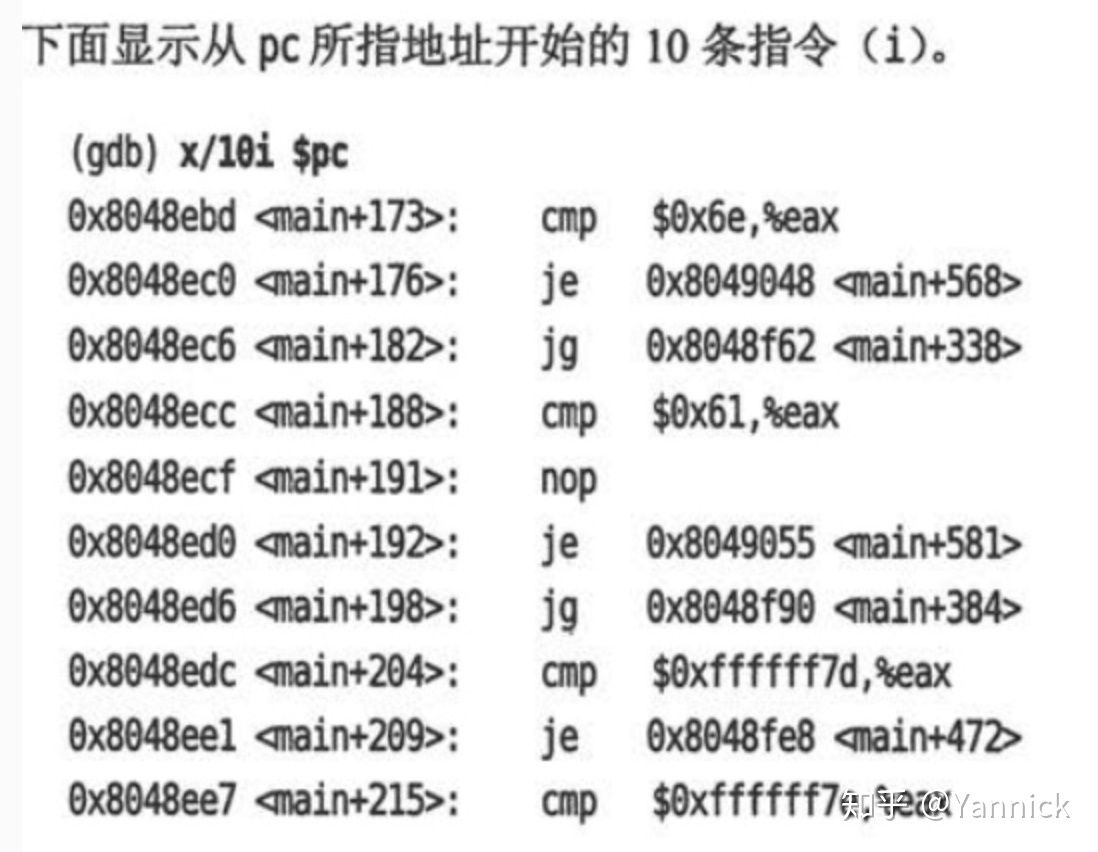 下面显示从 pc 所指地址开始的 10 条指令（i）。
(gdb) x/10i $pc
0x8048ebd <main+173>: cmp $0x6e,%eax
0x8048ec0 <main+176>: je 0x8049048 <main+568>
0x8048ec6 <main+182>: jg 0x8048f62 <main+338>
0x8048ecc <main+188>: cmp $0x61,%eax
0x8048ecf <main+191>: nop
0x8048ed0 <main+192>: je 0x8049055 <main+581>
0x8048ed6 <main+198>: jg 0x8048f90 <main+384>
0x8048edc <main+204>: cmp $0xffffff7d,%eax
0x8048ee1 <main+209>: je 0x8048fe8 <main+472>
0x8048ee7 <main+215>: cmp
知乎 @Yannick